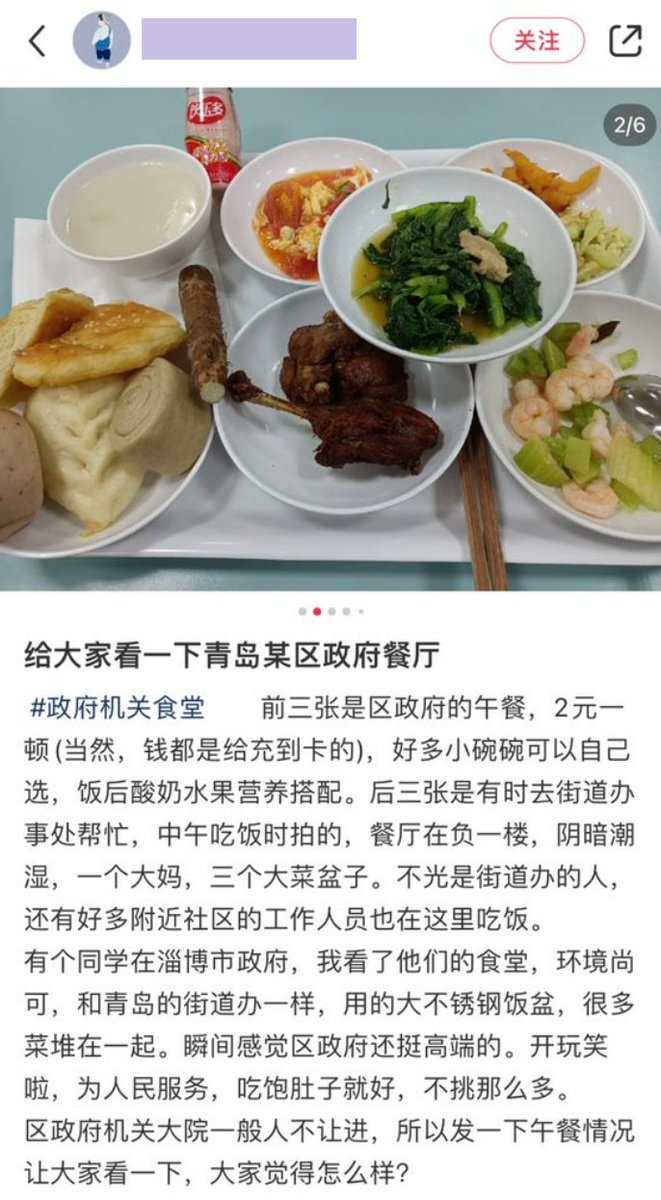 关注
2/6
给大家看一下青岛某区政府餐厅
#政府机关食堂 前三张是区政府的午餐，2元一
顿(当然，钱都是给充到卡的)，好多小碗碗可以自己
选，饭后酸奶水果营养搭配。后三张是有时去街道办
事处帮忙，中午吃饭时拍的，餐厅在负一楼，阴暗潮
湿，一个大妈，三个大菜盆子。不光是街道办的人，
还有好多附近社区的工作人员也在这里吃饭。
有个同学在淄博市政府，我看了他们的食堂，环境尚
可，和青岛的街道办一样，用的大不锈钢饭盆，很多
菜堆在一起。瞬间感觉区政府还挺高端的。开玩笑
啦，为人民服务，吃饱肚子就好，不挑那么多。
区政府机关大院一般人不让进，所以发一下午餐情况
让大家看一下，大家觉得怎么样?